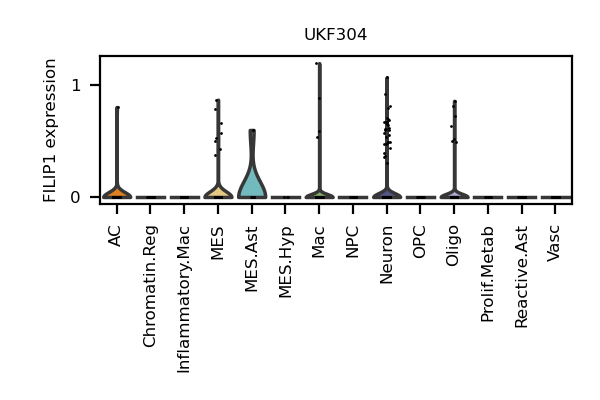 UKF304
FILIP1 expression
1
0
AC
Chromatin.Reg
Inflammatory.Mac
MES
MES.Ast
MES.Hyp
Mac
NPC
Neuron
OPC
Oligo
Prolif.Metab
Reactive.Ast
Vasc